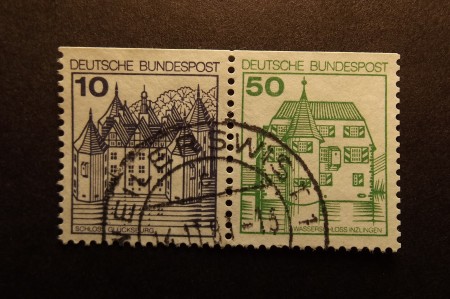 DEUTSCHE BUNDESPOST
10
SCHLOSS GLÜCKSBURG
DEUTSCHE BUNDESPOST
50
WASSERSCHLOSS INZLINGEN